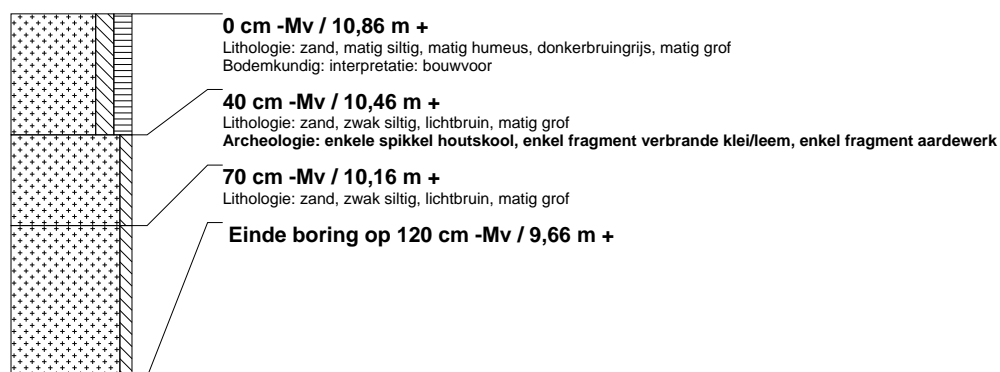 0 cm -Mv / 10,86 m +
Lithologie: zand, matig siltig, matig humeus, donkerbruingrijs, matig grof
Bodemkundig: interpretatie: bouwvoor
40 cm -Mv / 10,46 m +
Lithologie: zand, zwak siltig, lichtbruin, matig grof
Archeologie: enkele spikkel houtskool, enkel fragment verbrande klei/leem, enkel fragment aardewerk
70 cm -Mv / 10,16 m +
Lithologie: zand, zwak siltig, lichtbruin, matig grof
Einde boring op 120 cm -Mv / 9,66 m +